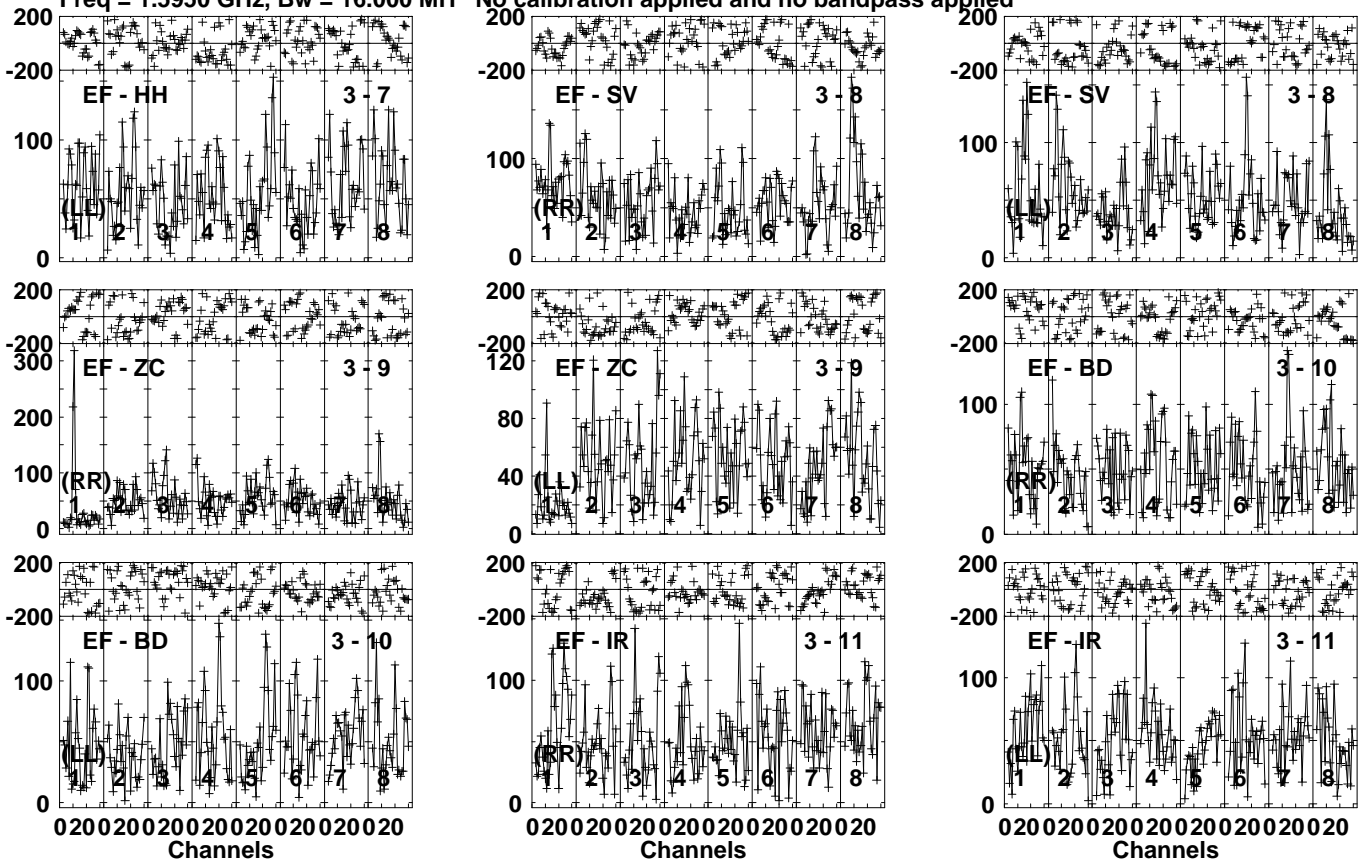 Freq = 1.5950 GHz, Bw = 16.000 MH No calibration applied and no bandpass applied
200
-200
EF - HH 3 - 7
100
(LL)
1 2 3 4 5 6 7 8
0
200
-200
EF - SV 3 - 8
100
(RR)
1 2 3 4 5 6 7 8
0
200
-200
EF - SV 3 - 8
100
(LL)
1 2 3 4 5 6 7 8
0
200
-200
300
EF - ZC 3 - 9
200
100
(RR)
1 2 3 4 5 6 7 8
0
200
-200
120
EF - ZC 3 - 9
80
40
(LL)
1 2 3 4 5 6 7 8
0
200
-200
EF - BD 3 - 10
100
(RR)
1 2 3 4 5 6 7 8
0
200
-200
EF - BD 3 - 10
100
(LL)
1 2 3 4 5 6 7 8
0
0 20 0 20 0 20 0 20 0 20 0 20 0 20 0 20
Channels
200
-200
EF - IR 3 - 11
100
(RR)
1 2 3 4 5 6 7 8
0
0 20 0 20 0 20 0 20 0 20 0 20 0 20 0 20
Channels
200
-200
EF - IR 3 - 11
100
(LL)
1 2 3 4 5 6 7 8
0
0 20 0 20 0 20 0 20 0 20 0 20 0 20 0 20
Channels